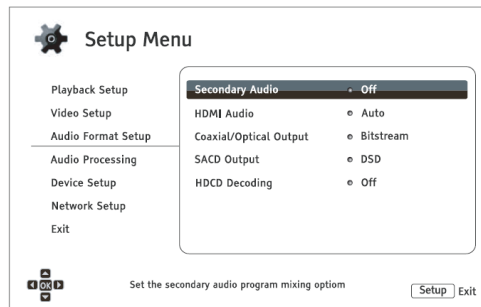 Setup Menu
Playback Setup
Video Setup
Audio Format Setup
Audio Processing
Device Setup
Network Setup
Exit
Secondary Audio Off
HDMI Audio Auto
Coaxial/Optical Output Bitstream
SACD Output DSD
HDCD Decoding Off
OK Set the secondary audio program mixing optiom Setup Exit